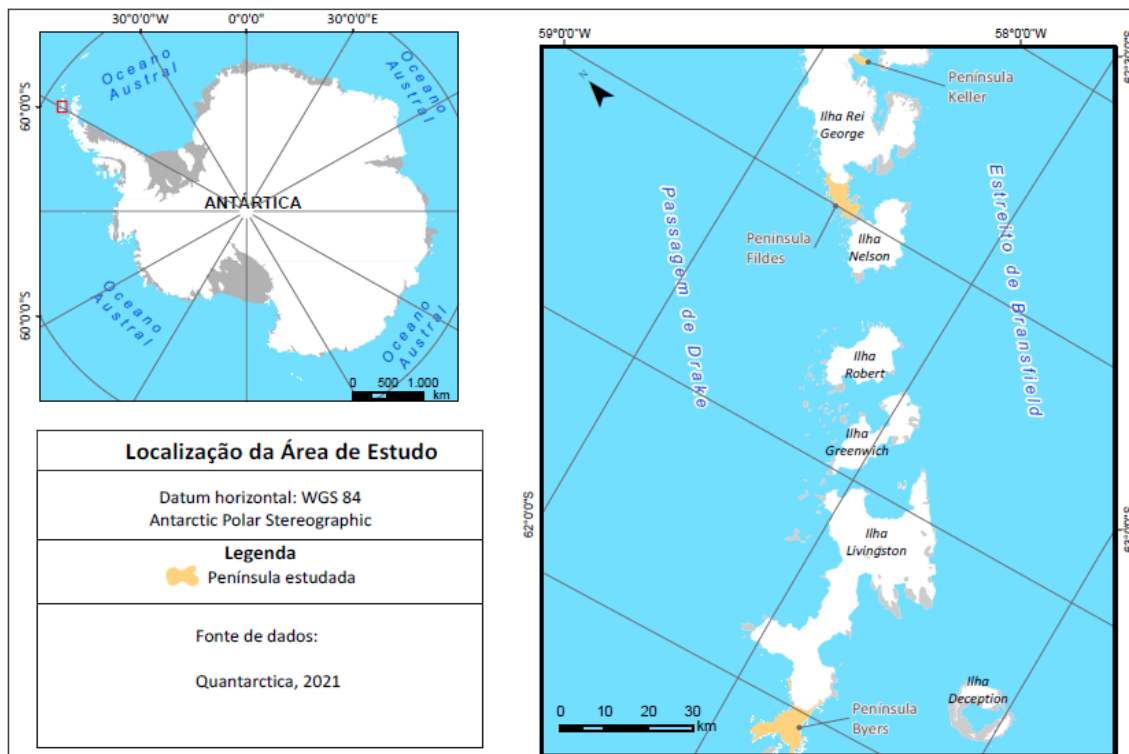 30°0'0"W
0°0'0"
30°0'0"E
60°0'0"S
60°0'0"S
Oceano
Austral
Oceano
Austral
ANTÁRTICA
Oceano
Austral
Oceano
Austral
0 500 1.000
km
Localização da Área de Estudo
Datum horizontal: WGS 84
Antarctic Polar Stereographic
Legenda
Península estudada
Fonte de dados:
Quantarctica, 2021
59°0'0"W
58°0'0"W
62°0'0"S
N
Península
Keller
Ilha Rei
George
Península
Fildes
Ilha
Nelson
Passagem de Drake
Estreito de Bransfield
Ilha
Robert
Ilha
Greenwich
Ilha
Livingston
Ilha
Deception
Península
Byers
0 10 20 30
km